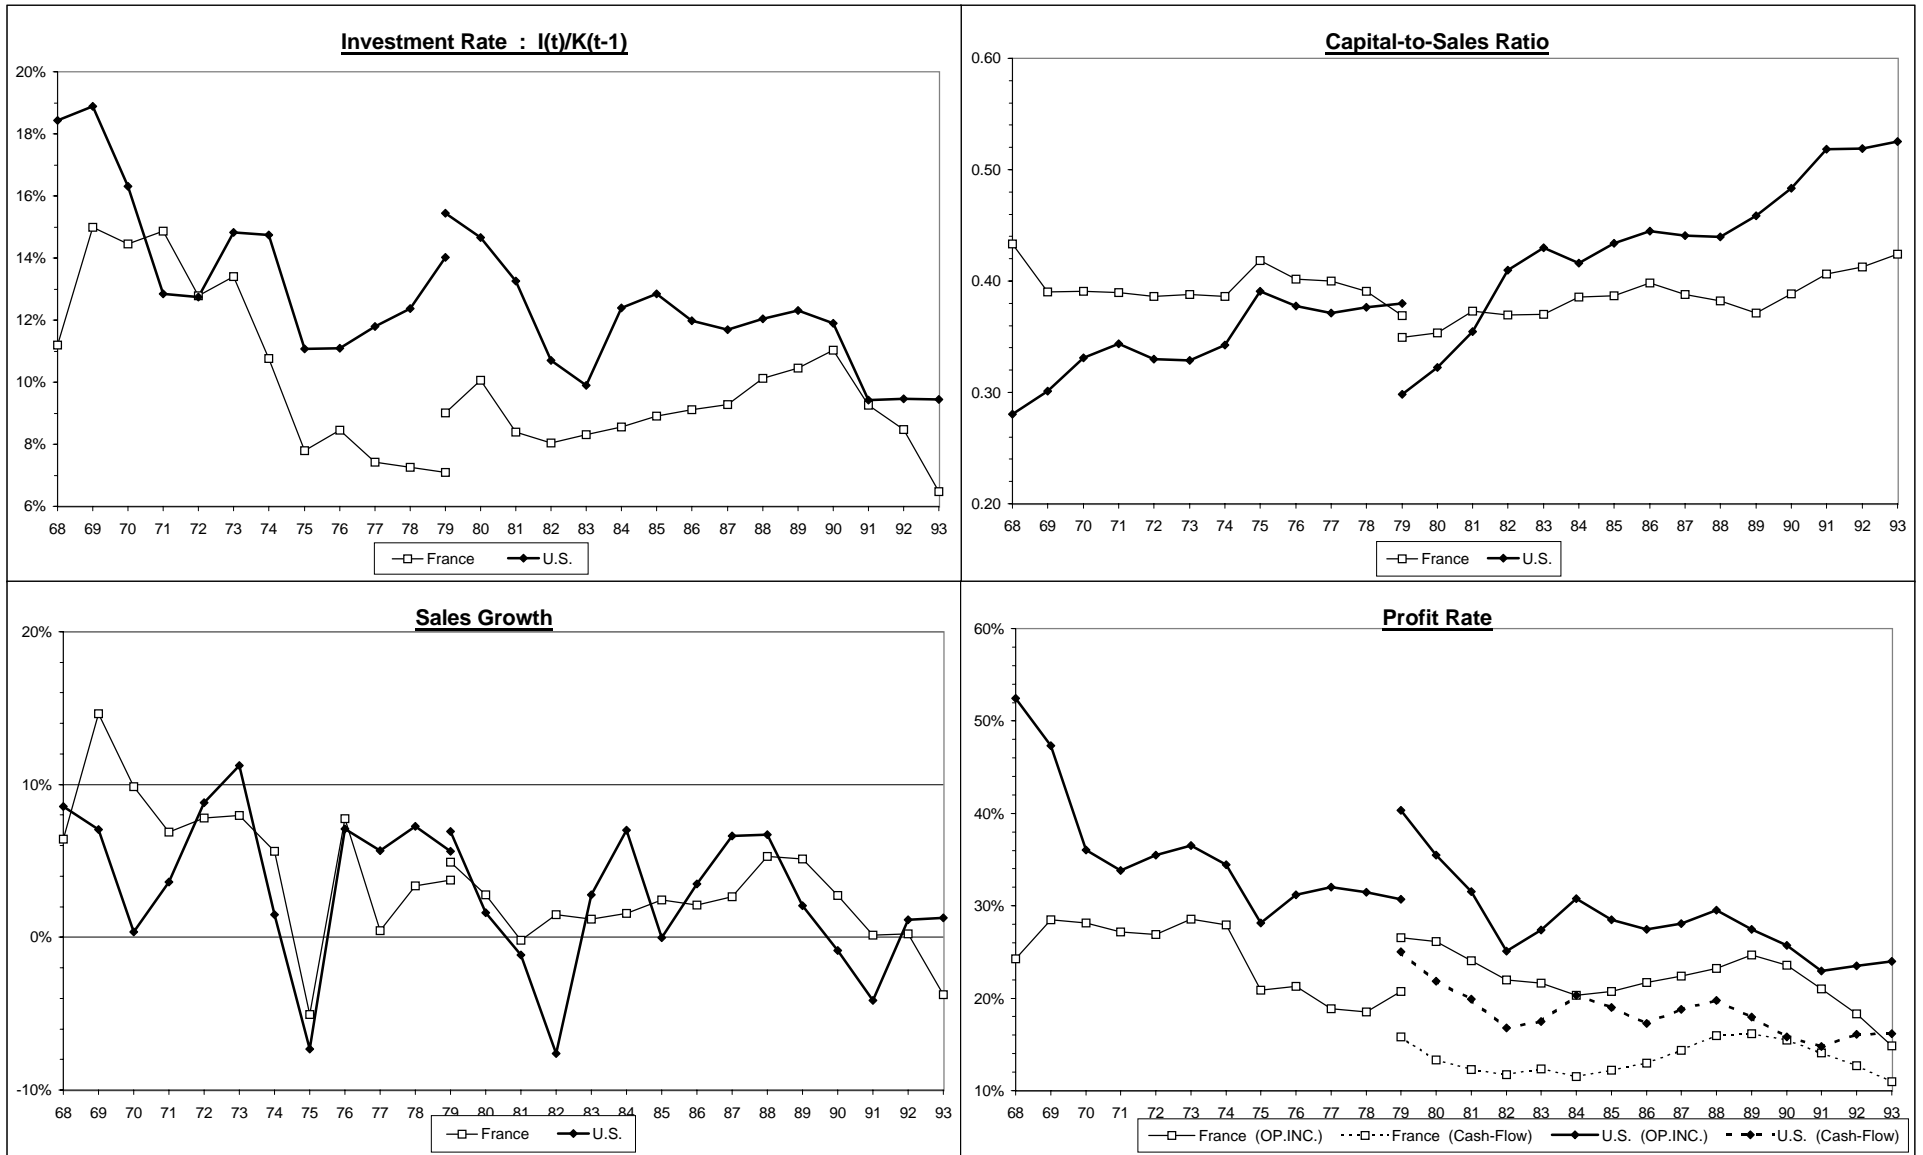 Investment Rate : I(t)/K(t-1)
20%
18%
16%
14%
12%
10%
8%
6%
68 69 70 71 72 73 74 75 76 77 78 79 80 81 82 83 84 85 86 87 88 89 90 91 92 93
France U.S.
Capital-to-Sales Ratio
0.60
0.50
0.40
0.30
0.20
68 69 70 71 72 73 74 75 76 77 78 79 80 81 82 83 84 85 86 87 88 89 90 91 92 93
France U.S.
Sales Growth
20%
10%
0%
-10%
68 69 70 71 72 73 74 75 76 77 78 79 80 81 82 83 84 85 86 87 88 89 90 91 92 93
France U.S.
Profit Rate
60%
50%
40%
30%
20%
10%
68 69 70 71 72 73 74 75 76 77 78 79 80 81 82 83 84 85 86 87 88 89 90 91 92 93
France (OP.INC.) France (Cash-Flow) U.S. (OP.INC.) U.S. (Cash-Flow)